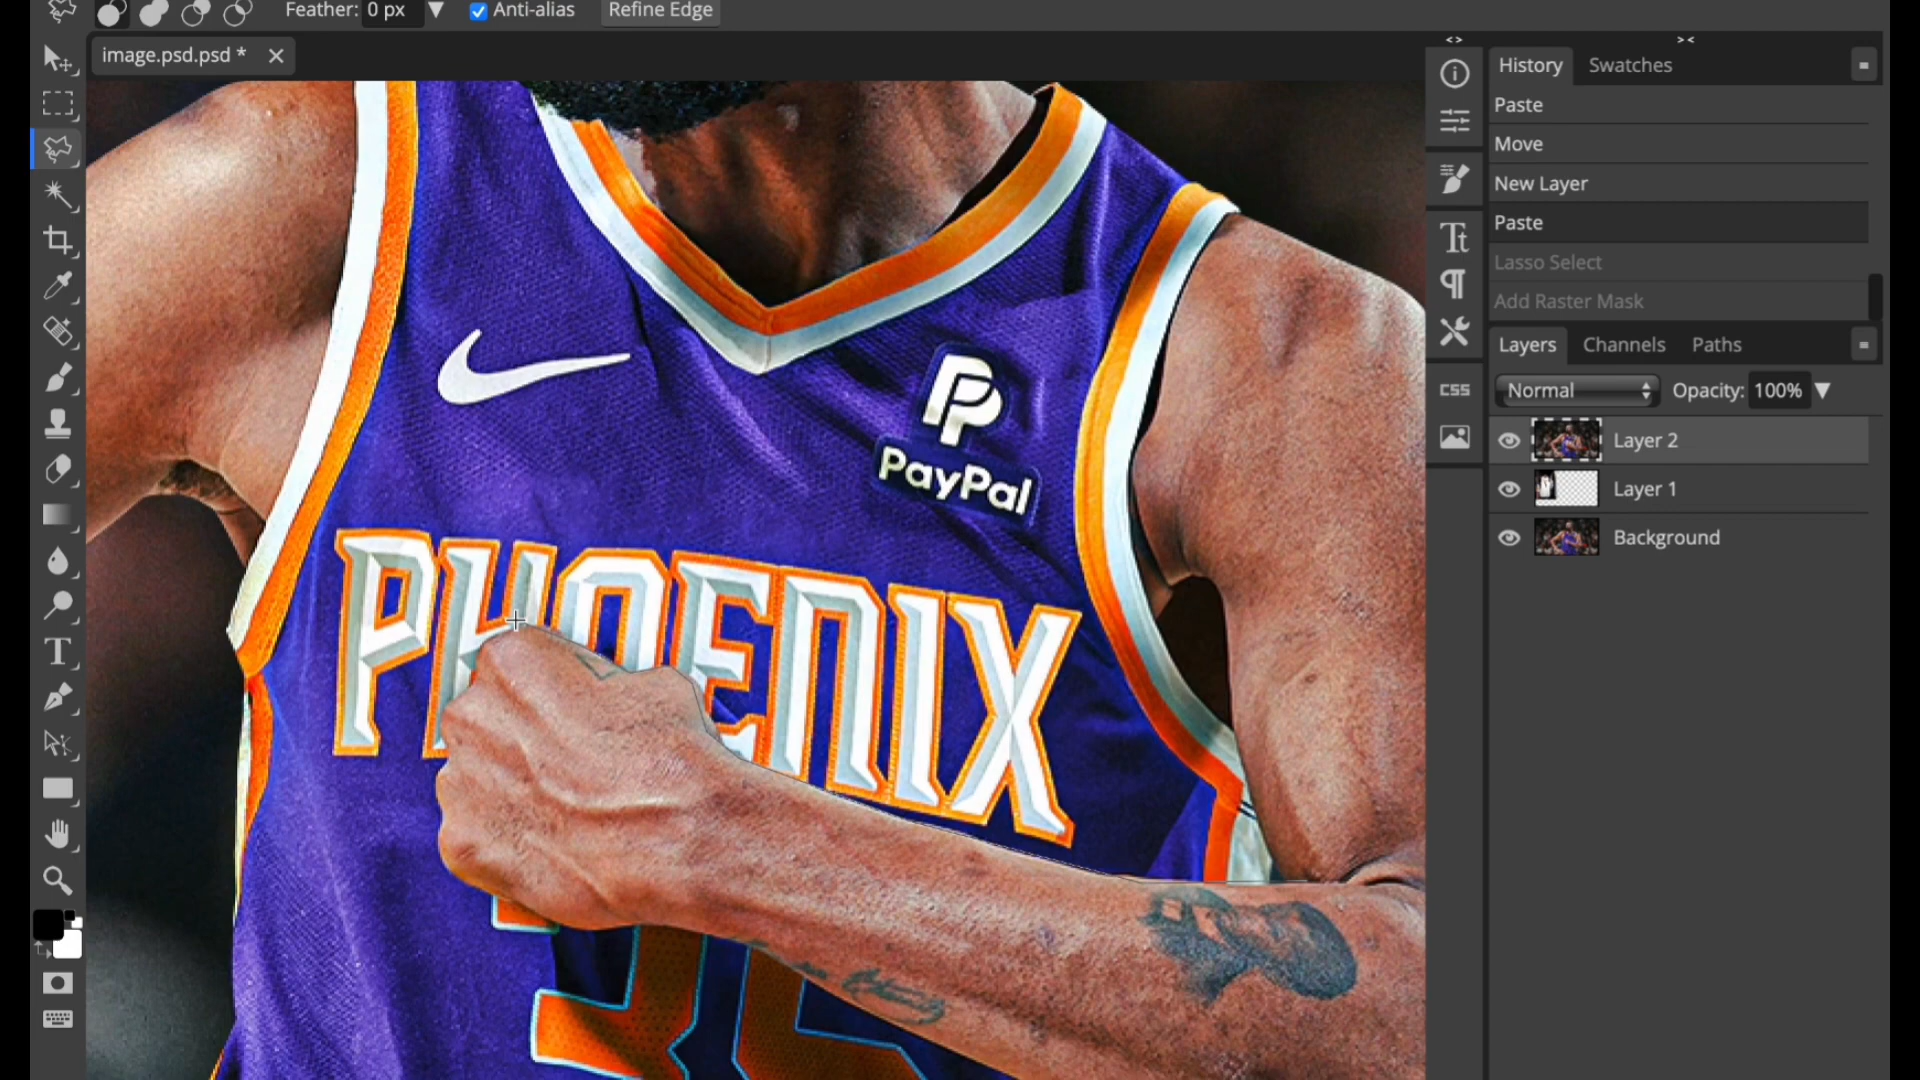 Feather: 0 px Anti-alias Refine Edge
image.psd.psd *
History Swatches
Paste
Move
New Layer
Paste
Lasso Select
Add Raster Mask
Layers Channels Paths
Normal Opacity: 100%
Layer 2
Layer 1
Background
CSS
PayPal
PHOENIX
35